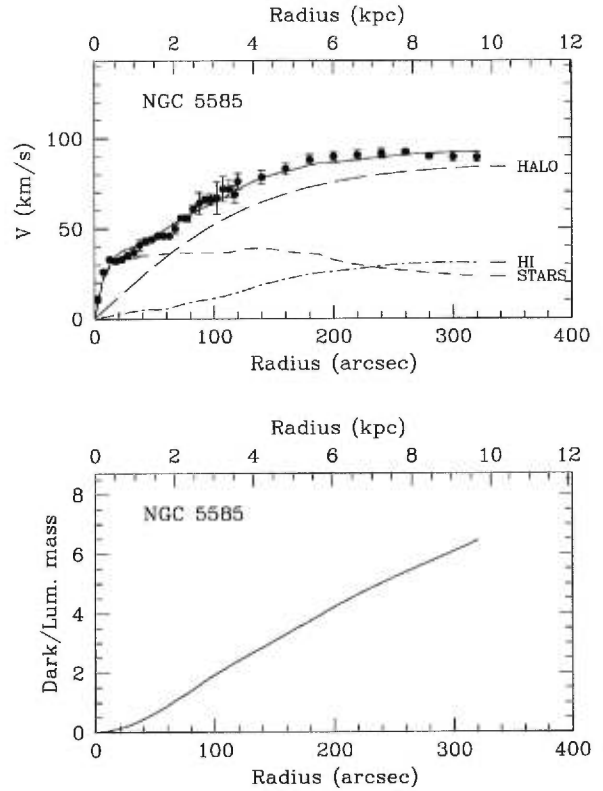 Radius (kpc)
0 2 4 6 8 10 12
NGC 5585
100
50
0
V (km/s)
HALO
HI
STARS
0 100 200 300 400
Radius (arcsec)
Radius (kpc)
0 2 4 6 8 10 12
NGC 5585
8
6
4
2
0
Dark/Lum. mass
0 100 200 300 400
Radius (arcsec)